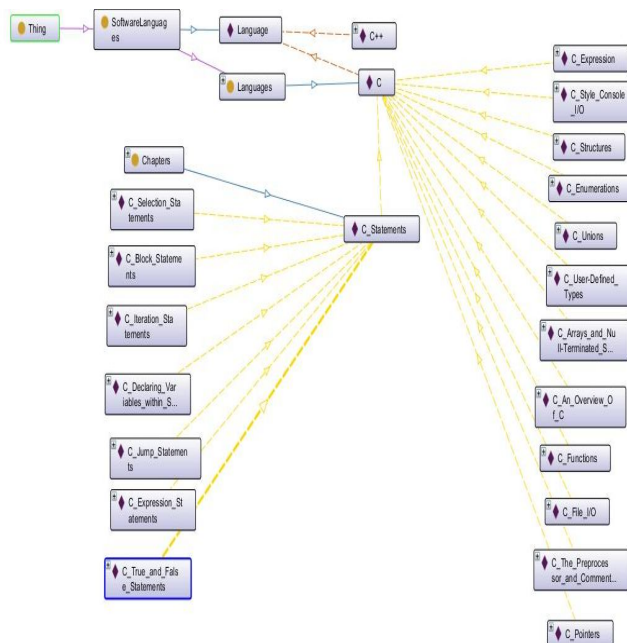 Thing
SoftwareLanguag
es
Language
C++
Languages
C
C_Expression
C_Style_Console
_I/O
C_Structures
C_Enumerations
C_Unions
C_User-Defined_
Types
C_Arrays_and_Nu
ll-Terminated_S...
C_An_Overview_O
f_C
C_Functions
C_File_I/O
C_The_Preproces
sor_and_Comment...
C_Pointers
Chapters
C_Selection_Sta
tements
C_Statements
C_Block_Stateme
nts
C_Iteration_Sta
tements
C_Declaring_Var
iables_within_S...
C_Jump_Statemen
ts
C_Expression_St
atements
C_True_and_Fals
e_Statements